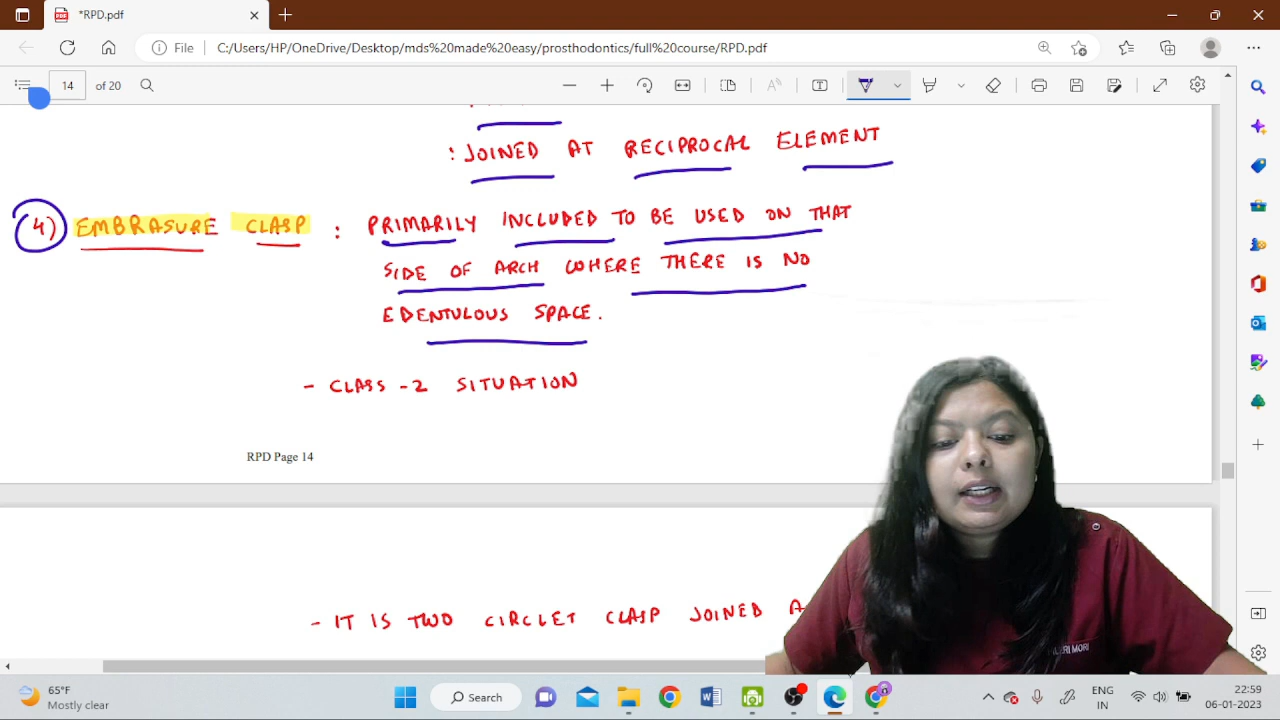 *RPD.pdf
File C:/Users/HP/OneDrive/Desktop/mds%20made%20easy/prosthodontics/full%20course/RPD.pdf
14 of 20
: JOINED AT RECIPROCAL ELEMENT
4) EMBRASURE CLASP : PRIMARILY INCLUDED TO BE USED ON THAT
SIDE OF ARCH WHERE THERE IS NO
EDENTULOUS SPACE.
- CLASS -2 SITUATION
RPD Page 14
- IT IS TWO CIRCLET CLASP JOINED A
MORI
65°F
Mostly clear
Search
ENG
IN
22:59
06-01-2023